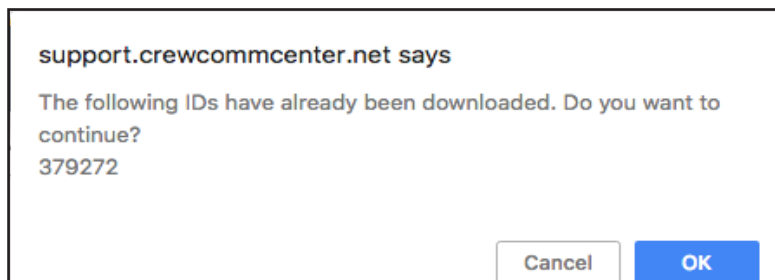 support.crewcommcenter.net says
The following IDs have already been downloaded. Do you want to
continue?
379272
Cancel
OK